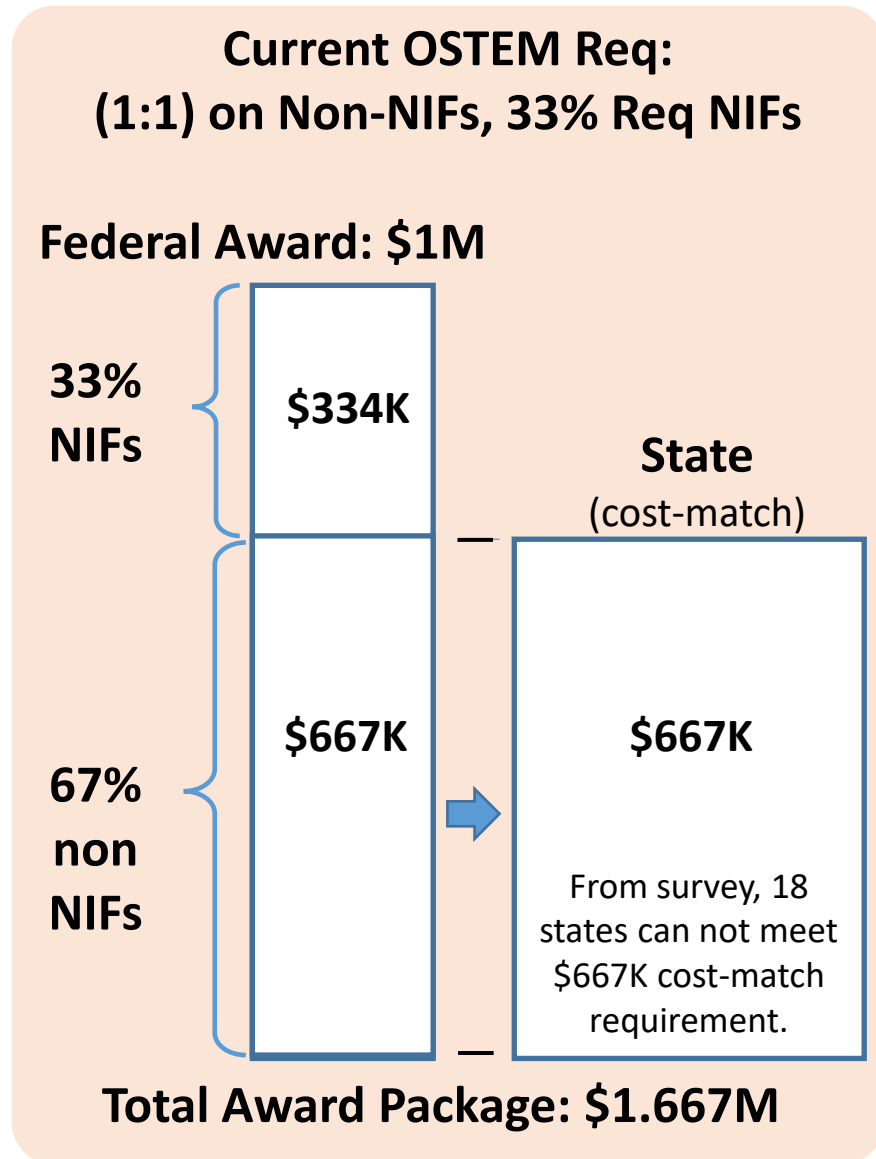 Current OSTEM Req:
(1:1) on Non-NIFs, 33% Req NIFs
Federal Award: $1M
33%
NIFs
$334K
State
(cost-match)
67%
non
NIFs
$667K
$667K
From survey, 18
states can not meet
$667K cost-match
requirement.
Total Award Package: $1.667M